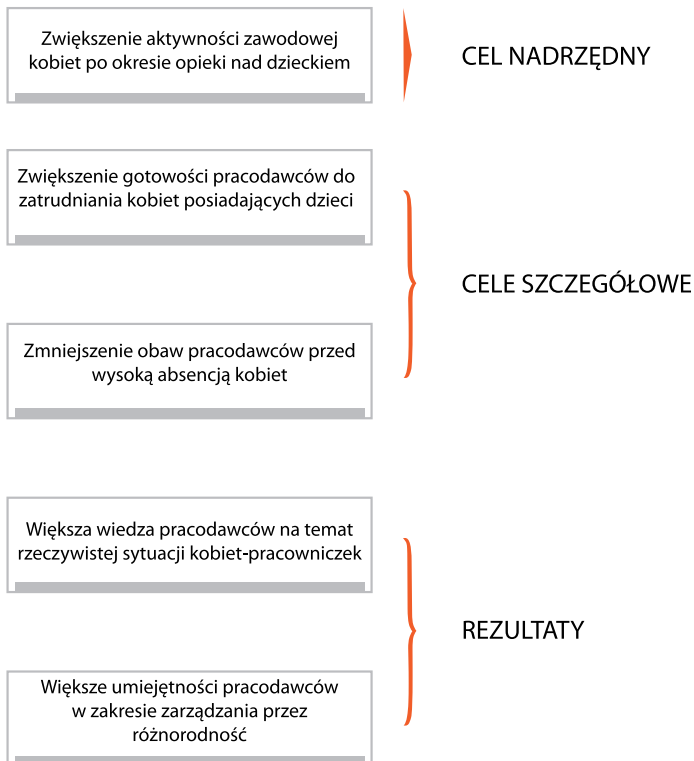 Zwiększenie aktywności zawodowej
kobiet po okresie opieki nad dzieckiem
CEL NADRZĘDNY
Zwiększenie gotowości pracodawców do
zatrudniania kobiet posiadających dzieci
CELE SZCZEGÓŁOWE
Zmniejszenie obaw pracodawców przed
wysoką absencją kobiet
Większa wiedza pracodawców na temat
rzeczywistej sytuacji kobiet-pracowniczek
REZULTATY
Większe umiejętności pracodawców
w zakresie zarządzania przez
różnorodność